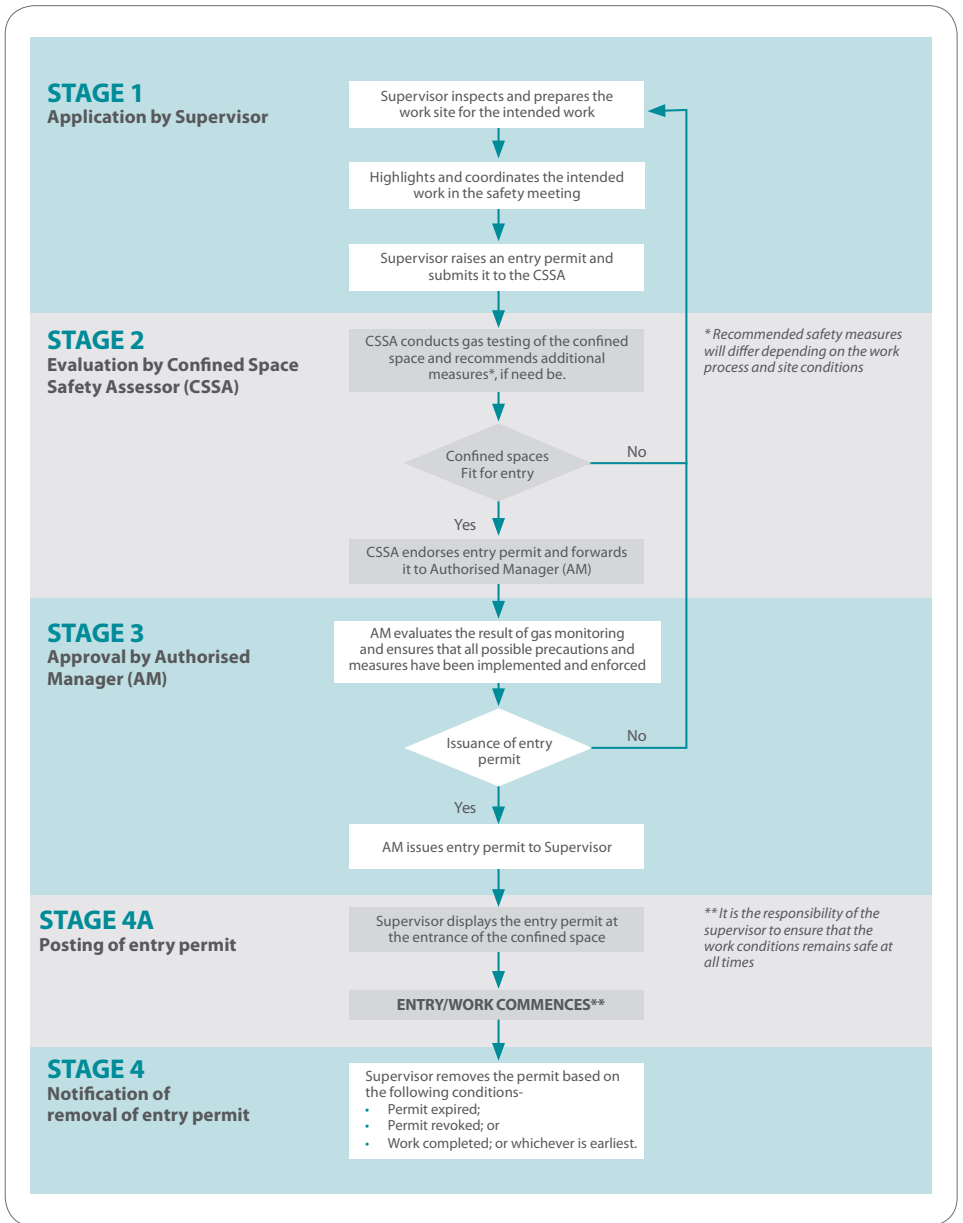 STAGE 1
Application by Supervisor
Supervisor inspects and prepares the
work site for the intended work
Highlights and coordinates the intended
work in the safety meeting
Supervisor raises an entry permit and
submits it to the CSSA
STAGE 2
Evaluation by Confined Space
Safety Assessor (CSSA)
CSSA conducts gas testing of the confined
space and recommends additional
measures*, if need be.
* Recommended safety measures
will differ depending on the work
process and site conditions
Confined spaces
Fit for entry
No
Yes
CSSA endorses entry permit and forwards
it to Authorised Manager (AM)
STAGE 3
Approval by Authorised
Manager (AM)
AM evaluates the result of gas monitoring
and ensures that all possible precautions and
measures have been implemented and enforced
Issuance of entry
permit
No
Yes
AM issues entry permit to Supervisor
STAGE 4A
Posting of entry permit
Supervisor displays the entry permit at
the entrance of the confined space
** It is the responsibility of the
supervisor to ensure that the
work conditions remains safe at
all times
ENTRY/WORK COMMENCES**
STAGE 4
Notification of
removal of entry permit
Supervisor removes the permit based on
the following conditions-
• Permit expired;
• Permit revoked; or
• Work completed; or whichever is earliest.